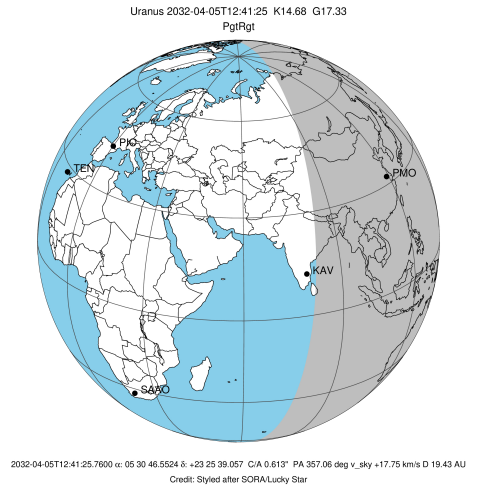 Uranus 2032-04-05T12:41:25  K14.68  G17.33
PgtRgt
PIC
TEN
PMO
KAV
SAAO
2032-04-05T12:41:25.7600 α: 05 30 46.5524 δ: +23 25 39.057  C/A 0.613"  PA 357.06 deg v_sky +17.75 km/s D 19.43 AU
Credit: Styled after SORA/Lucky Star